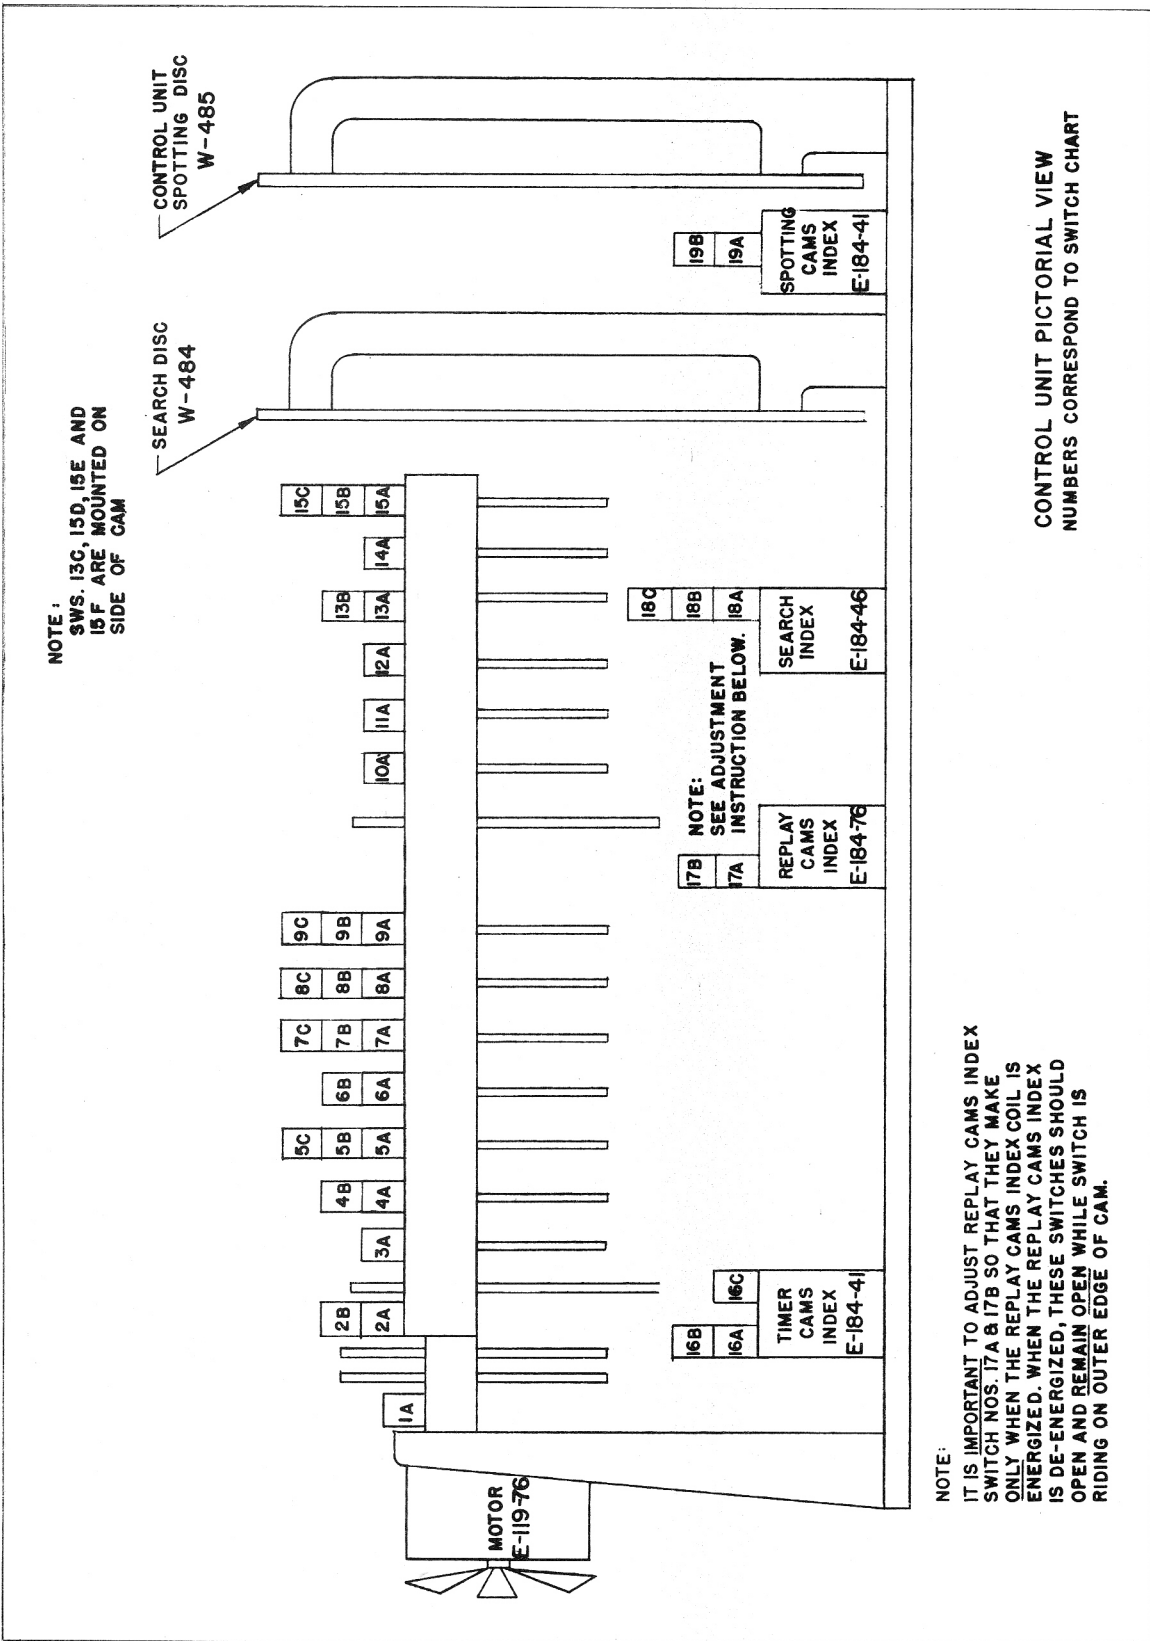 NOTE:
SWS. 13C, 15D, 15E AND
15F ARE MOUNTED ON
SIDE OF CAM
SEARCH DISC
W-484
CONTROL UNIT
SPOTTING DISC
W-485
1A
2B
2A
3A
4B
4A
5C
5B
5A
6B
6A
7C
7B
7A
8C
8B
8A
9C
9B
9A
10A
11A
12A
13B
13A
14A
15C
15B
15A
MOTOR
E-119-76
16B
16A
16C
TIMER
CAMS
INDEX
E-184-41
17B
17A
NOTE:
SEE ADJUSTMENT
INSTRUCTION BELOW.
REPLAY
CAMS
INDEX
E-184-76
18C
18B
18A
SEARCH
INDEX
E-184-46
19B
19A
SPOTTING
CAMS
INDEX
E-184-41
NOTE:
IT IS IMPORTANT TO ADJUST REPLAY CAMS INDEX
SWITCH NOS. 17A & 17B SO THAT THEY MAKE
ONLY WHEN THE REPLAY CAMS INDEX COIL IS
ENERGIZED. WHEN THE REPLAY CAMS INDEX
IS DE-ENERGIZED, THESE SWITCHES SHOULD
OPEN AND REMAIN OPEN WHILE SWITCH IS
RIDING ON OUTER EDGE OF CAM.
CONTROL UNIT PICTORIAL VIEW
NUMBERS CORRESPOND TO SWITCH CHART